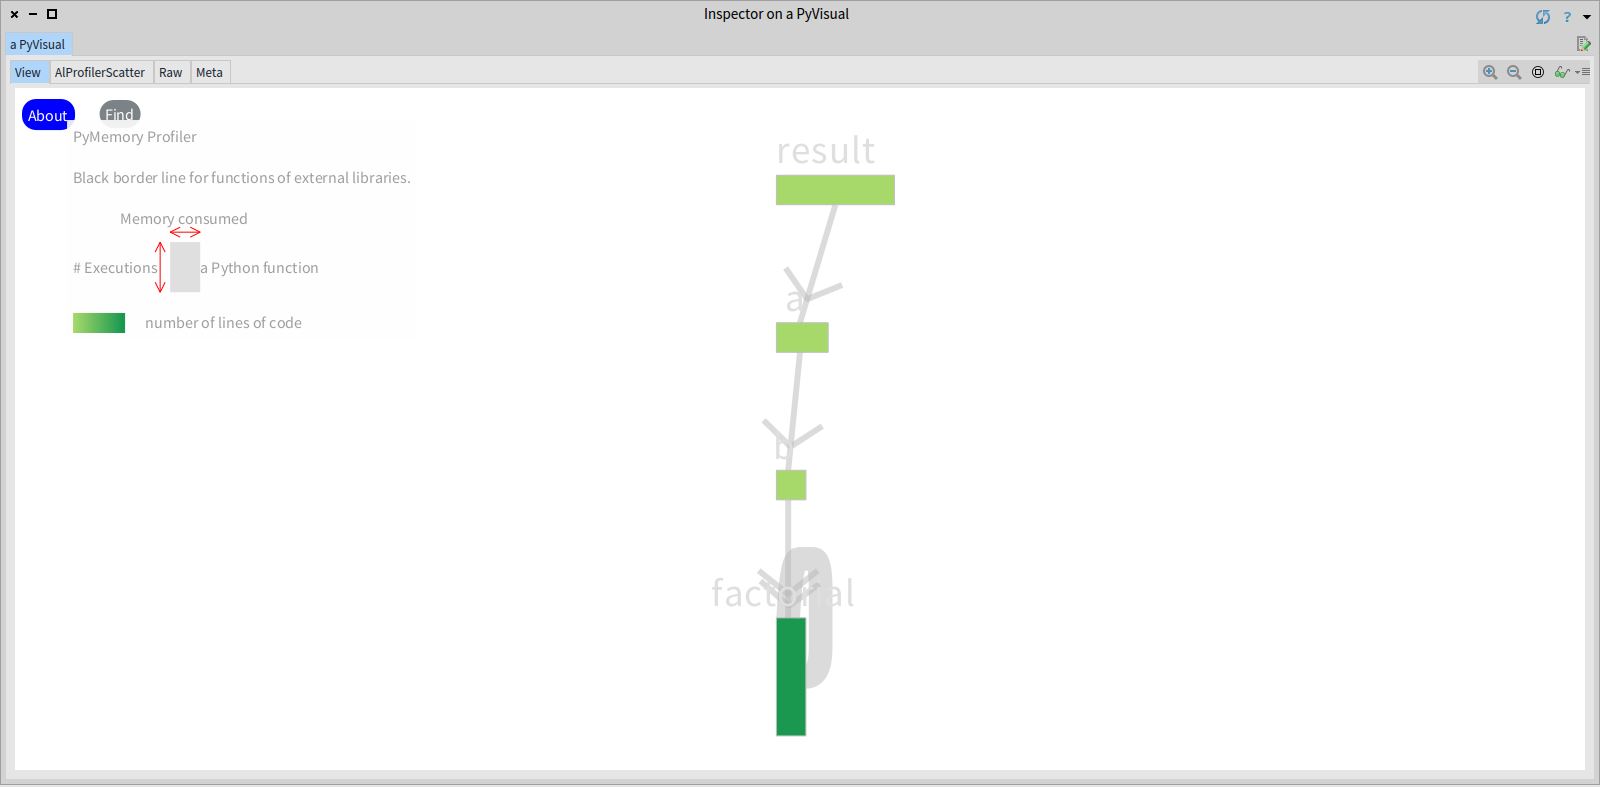 Inspector on a PyVisual
?
a PyVisual
View AlProfilerScatter Raw Meta
About Find
PyMemory Profiler
Black border line for functions of external libraries.
Memory consumed
# Executions a Python function
number of lines of code
result
a
b
factorial